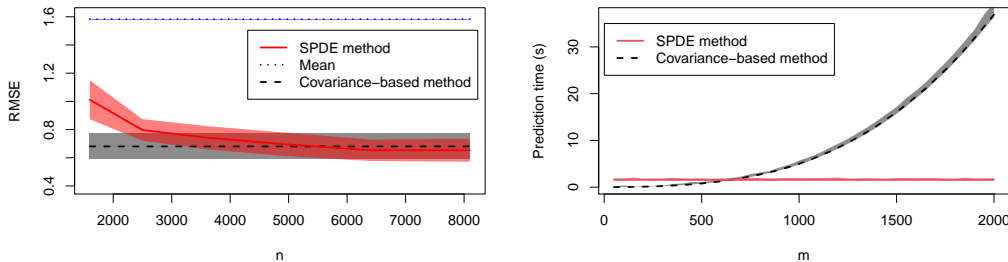 RMSE
1.6
1.2
0.8
0.4
SPDE method
Mean
Covariance−based method
2000 3000 4000 5000 6000 7000 8000
n
Prediction time (s)
30
20
10
0
SPDE method
Covariance−based method
0 500 1000 1500 2000
m